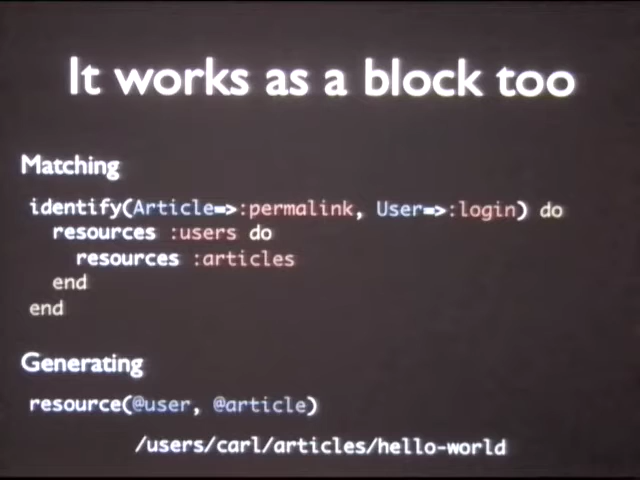 It works as a block too
Matching
identify(Article=>:permalink, User=>:login) do
resources :users do
resources :articles
end
end
Generating
resource(@user, @article)
/users/carl/articles/hello-world